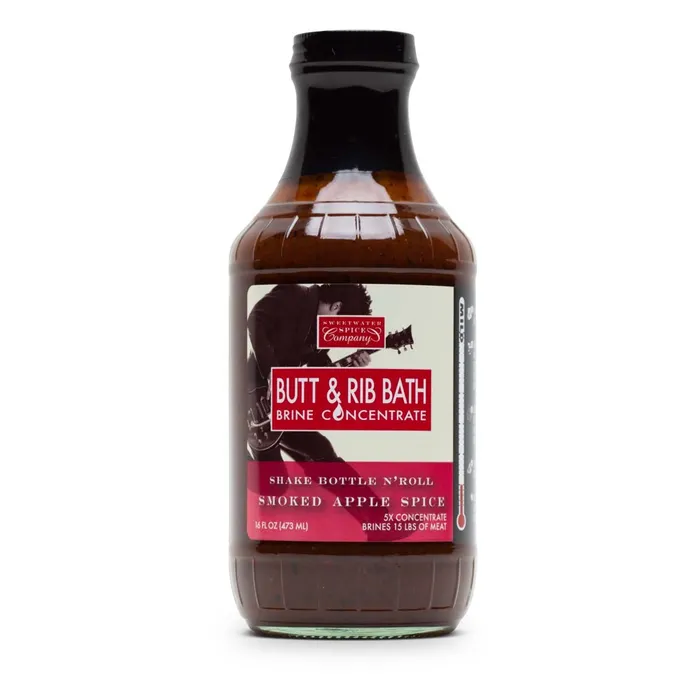 SWEETWATER
SPICE
Company
BUTT & RIB BATH
BRINE CONCENTRATE
SHAKE BOTTLE N'ROLL
SMOKED APPLE SPICE
16 FL OZ (473 ML)
5X CONCENTRATE
BRINES 15 LBS OF MEAT